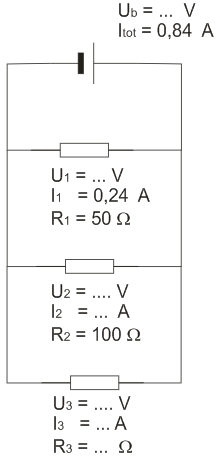 Ub = ... V
Itot = 0,84 A
U1 = ... V
I1 = 0,24 A
R1 = 50 Ω
U2 = .... V
I2 = ... A
R2 = 100 Ω
U3 = .... V
I3 = ... A
R3 = ... Ω